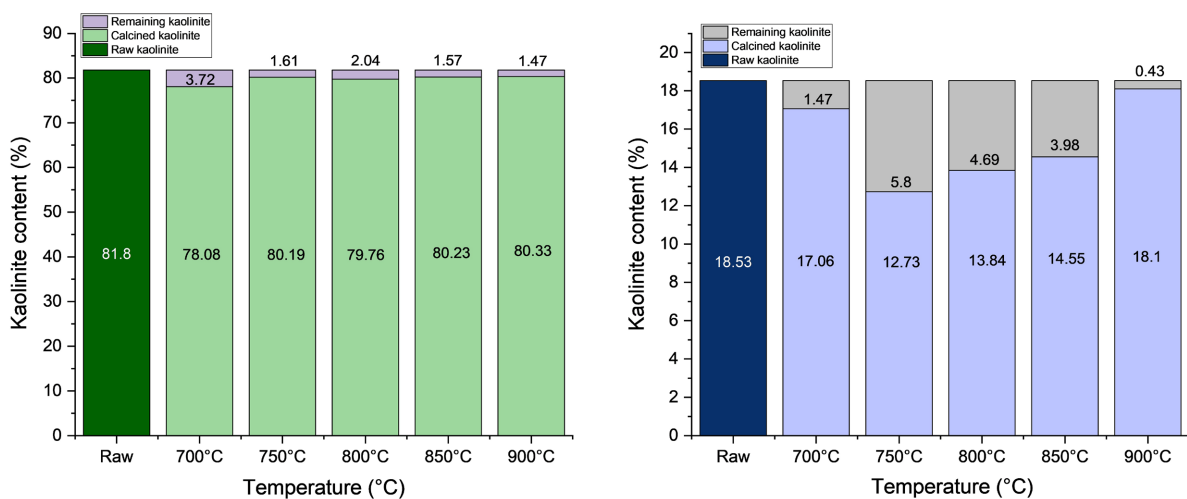 Remaining kaolinite
Calcined kaolinite
Raw kaolinite
Kaolinite content (%)
90
80
70
60
50
40
30
20
10
0
1.61 2.04 1.57 1.47
3.72
81.8 78.08 80.19 79.76 80.23 80.33
Raw 700°C 750°C 800°C 850°C 900°C
Temperature (°C)
Remaining kaolinite
Calcined kaolinite
Raw kaolinite
Kaolinite content (%)
20
18
16
14
12
10
8
6
4
2
0
0.43
1.47
3.98
4.69
5.8
18.53 17.06 12.73 13.84 14.55 18.1
Raw 700°C 750°C 800°C 850°C 900°C
Temperature (°C)